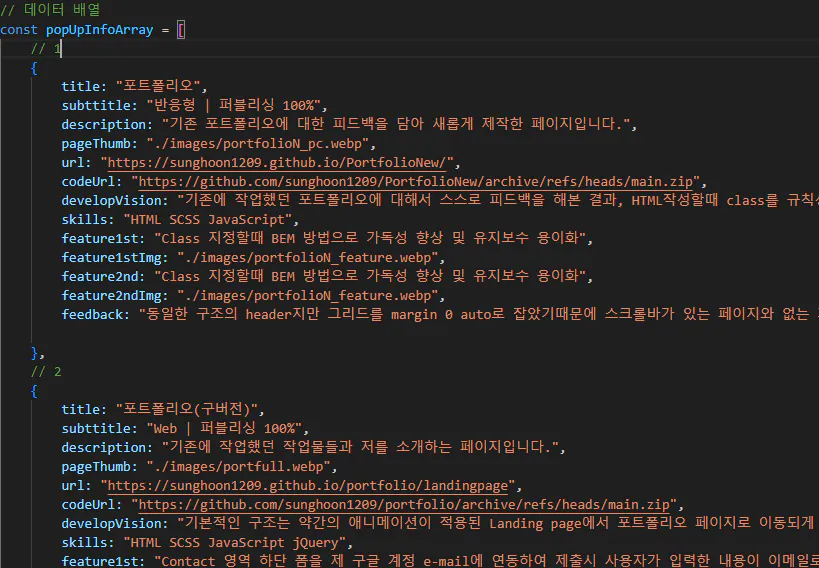 // 데이터 배열
const popUpInfoArray = [
// 1
{
title: "포트폴리오",
subttitle: "반응형 | 퍼블리싱 100%",
description: "기존 포트폴리오에 대한 피드백을 담아 새롭게 제작한 페이지입니다.",
pageThumb: "./images/portfolioN_pc.webp",
url: "https://sunghoon1209.github.io/PortfolioNew/",
codeUrl: "https://github.com/sunghoon1209/PortfolioNew/archive/refs/heads/main.zip",
developVision: "기존에 작업했던 포트폴리오에 대해서 스스로 피드백을 해본 결과, HTML작성할때 class를 규칙
skills: "HTML SCSS JavaScript",
feature1st: "Class 지정할때 BEM 방법으로 가독성 향상 및 유지보수 용이화",
feature1stImg: "./images/portfolioN_feature.webp",
feature2nd: "Class 지정할때 BEM 방법으로 가독성 향상 및 유지보수 용이화",
feature2ndImg: "./images/portfolioN_feature.webp",
feedback: "동일한 구조의 header지만 그리드를 margin 0 auto로 잡았기때문에 스크롤바가 있는 페이지와 없는
},
// 2
{
title: "포트폴리오(구버전)",
subttitle: "Web | 퍼블리싱 100%",
description: "기존에 작업했던 작업물들과 저를 소개하는 페이지입니다.",
pageThumb: "./images/portfull.webp",
url: "https://sunghoon1209.github.io/portfolio/landingpage",
codeUrl: "https://github.com/sunghoon1209/portfolio/archive/refs/heads/main.zip",
developVision: "기본적인 구조는 약간의 애니메이션이 적용된 Landing page에서 포트폴리오 페이지로 이동되게
skills: "HTML SCSS JavaScript jQuery",
feature1st: "Contact 영역 하단 폼을 제 구글 계정 e-mail에 연동하여 제출시 사용자가 입력한 내용이 이메일로